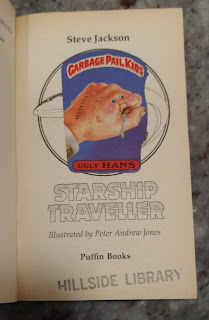 Steve Jackson
GARBAGE PAIL KIDS
UGLY HANS
STARSHIP
TRAVELLER
Illustrated by Peter Andrew Jones
Puffin Books
HILLSIDE LIBRARY